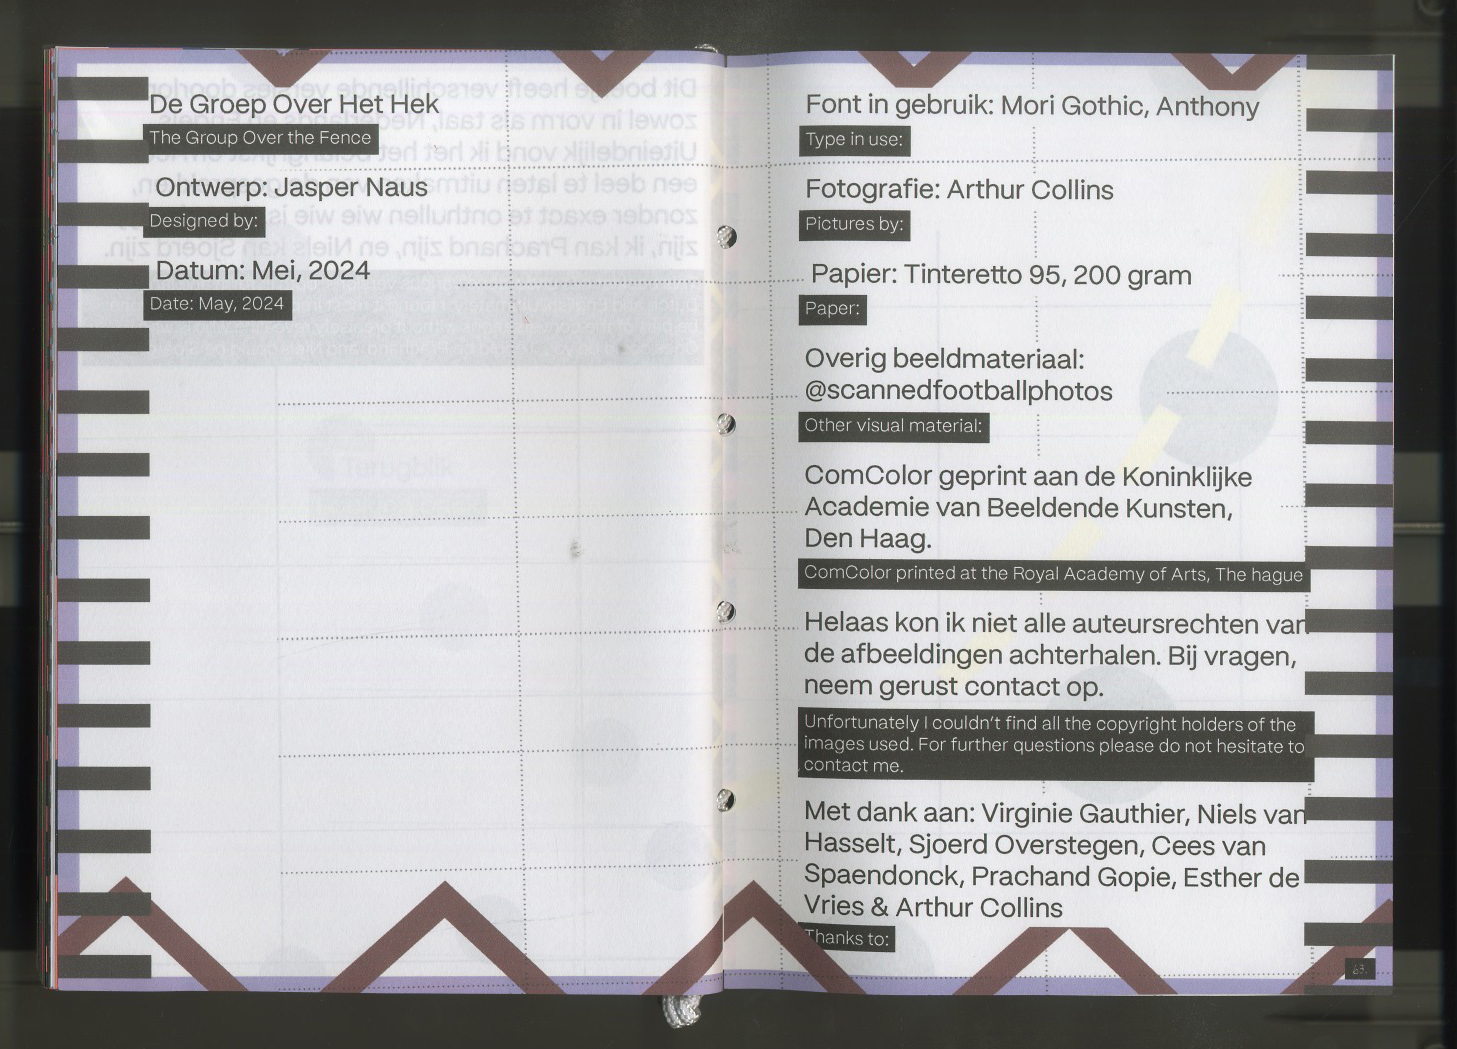 De Groep Over Het Hek
The Group Over the Fence
Ontwerp: Jasper Naus
Designed by:
Datum: Mei, 2024
Date: May, 2024
Terugblik
Font in gebruik: Mori Gothic, Anthony
Type in use:
Fotografie: Arthur Collins
Pictures by:
Papier: Tinteretto 95, 200 gram
Paper:
Overig beeldmateriaal:
@scannedfootballphotos
Other visual material:
ComColor geprint aan de Koninklijke
Academie van Beeldende Kunsten,
Den Haag.
ComColor printed at the Royal Academy of Arts, The hague
Helaas kon ik niet alle auteursrechten van
de afbeeldingen achterhalen. Bij vragen,
neem gerust contact op.
Unfortunately I couldn't find all the copyright holders of the
images used. For further questions please do not hesitate to
contact me.
Met dank aan: Virginie Gauthier, Niels van
Hasselt, Sjoerd Overstegen, Cees van
Spaendonck, Prachand Gopie, Esther de
Vries & Arthur Collins
Thanks to:
63.